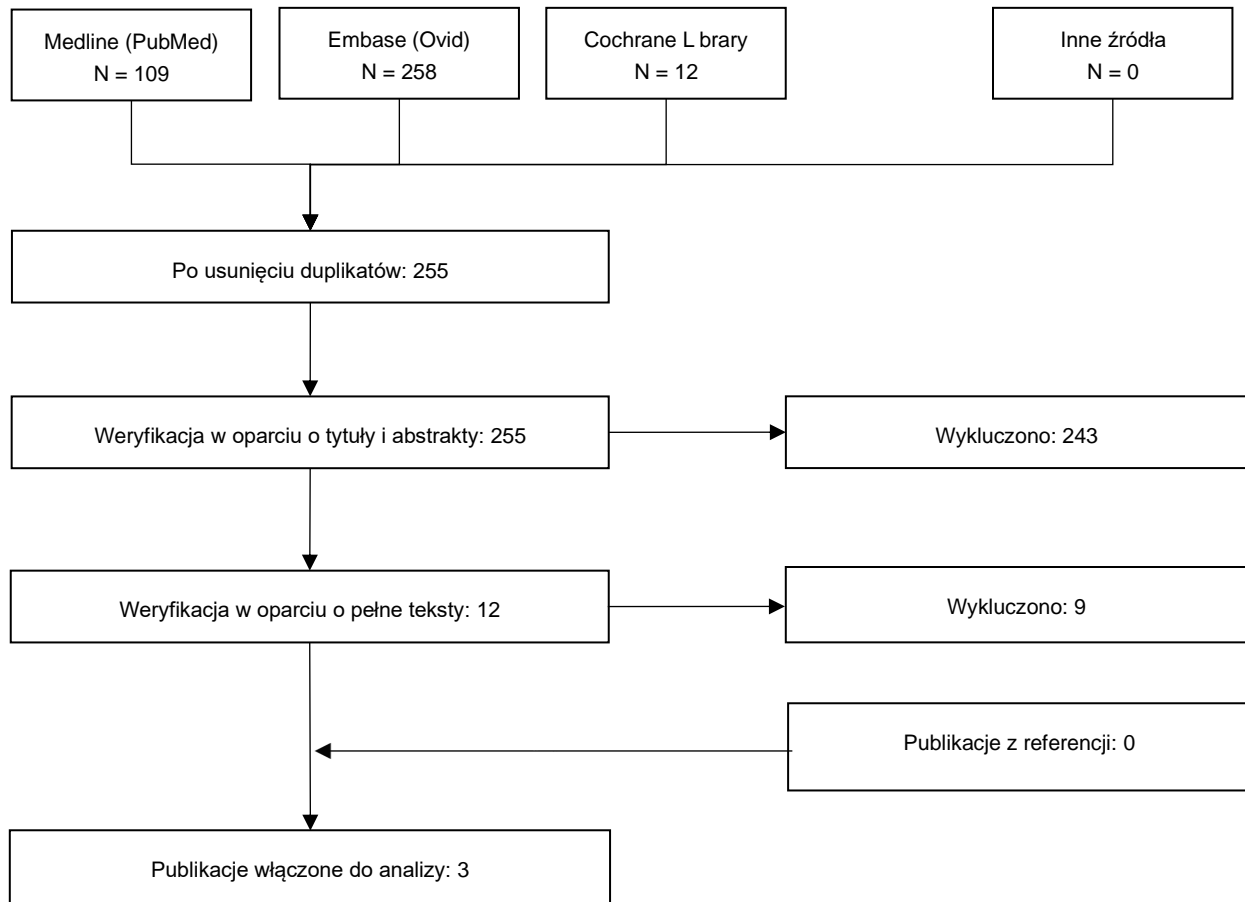 Medline (PubMed)
N = 109
Embase (Ovid)
N = 258
Cochrane L brary
N = 12
Inne źródła
N = 0
Po usunięciu duplikatów: 255
Weryfikacja w oparciu o tytuły i abstrakty: 255
Wykluczono: 243
Weryfikacja w oparciu o pełne teksty: 12
Wykluczono: 9
Publikacje z referencji: 0
Publikacje włączone do analizy: 3